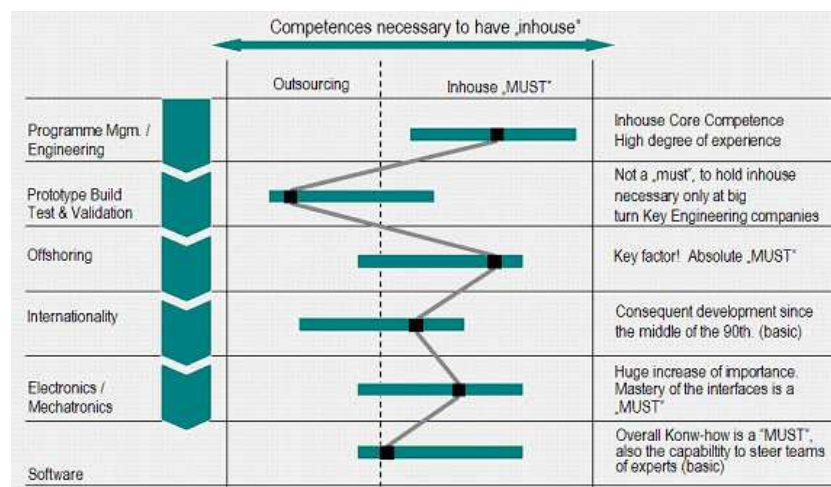 Competences necessary to have „inhouse“
Outsourcing
Inhouse „MUST“
Programme Mgm. /
Engineering
Inhouse Core Competence
High degree of experience
Prototype Build
Test & Validation
Not a „must“, to hold inhouse
necessary only at big
turn Key Engineering companies
Offshoring
Key factor! Absolute „MUST“
Internationality
Consequent development since
the middle of the 90th. (basic)
Electronics /
Mechatronics
Huge increase of importance.
Mastery of the interfaces is a
„MUST“
Software
Overall Konw-how is a “MUST“,
also the capabiltity to steer teams
of experts (basic)